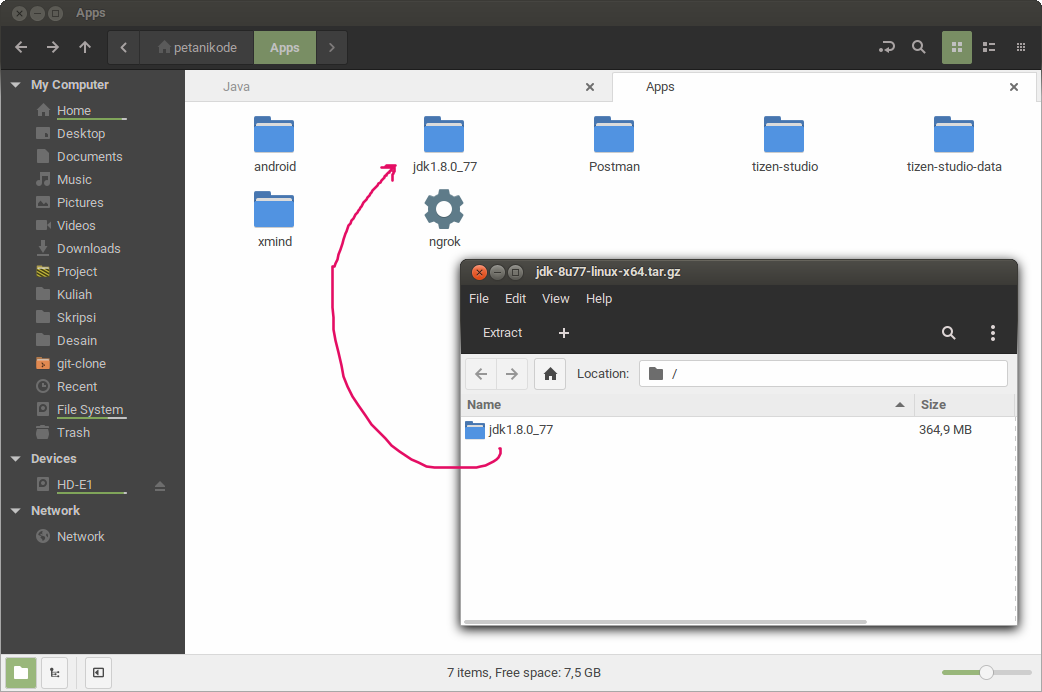 Apps
petanikode
Apps
My Computer
Home
Desktop
Documents
Music
Pictures
Videos
Downloads
Project
Kuliah
Skripsi
Desain
git-clone
Recent
File System
Trash
Devices
HD-E1
Network
Network
Java
Apps
android
jdk1.8.0_77
Postman
tizen-studio
tizen-studio-data
xmind
ngrok
jdk-8u77-linux-x64.tar.gz
File Edit View Help
Extract +
Location: /
Name Size
jdk1.8.0_77 364,9 MB
7 items, Free space: 7,5 GB